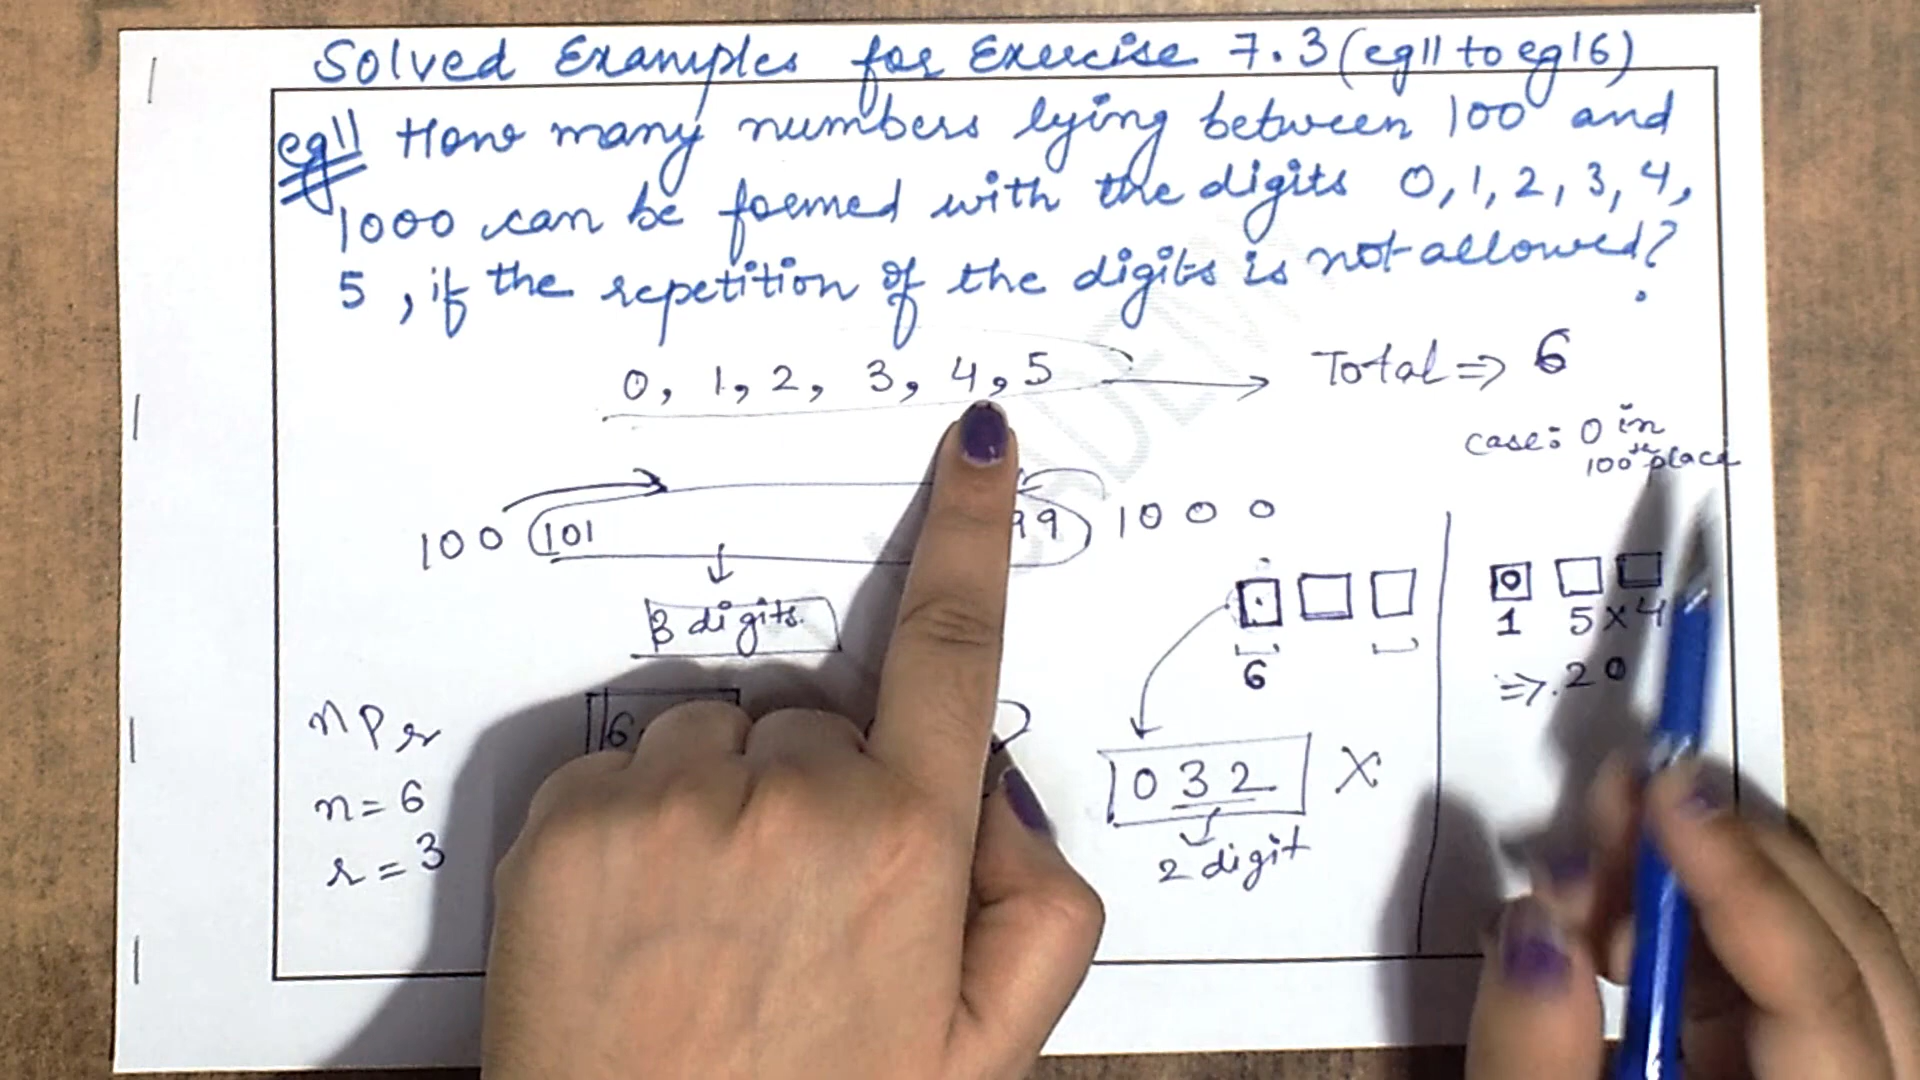 Solved Examples for Exercise 7.3 (eg11 to eg16)
eg11 How many numbers lying between 100 and
1000 can be formed with the digits 0, 1, 2, 3, 4,
5, if the repetition of the digits is not allowed?
0, 1, 2, 3, 4, 5 Total ⇒ 6
case: 0 in
100th place
100 101 99 1000
3 digits.
6
0
1 5 x 4
⇒ 20
nPr
n = 6
r = 3
6
0 3 2 X
2 digit